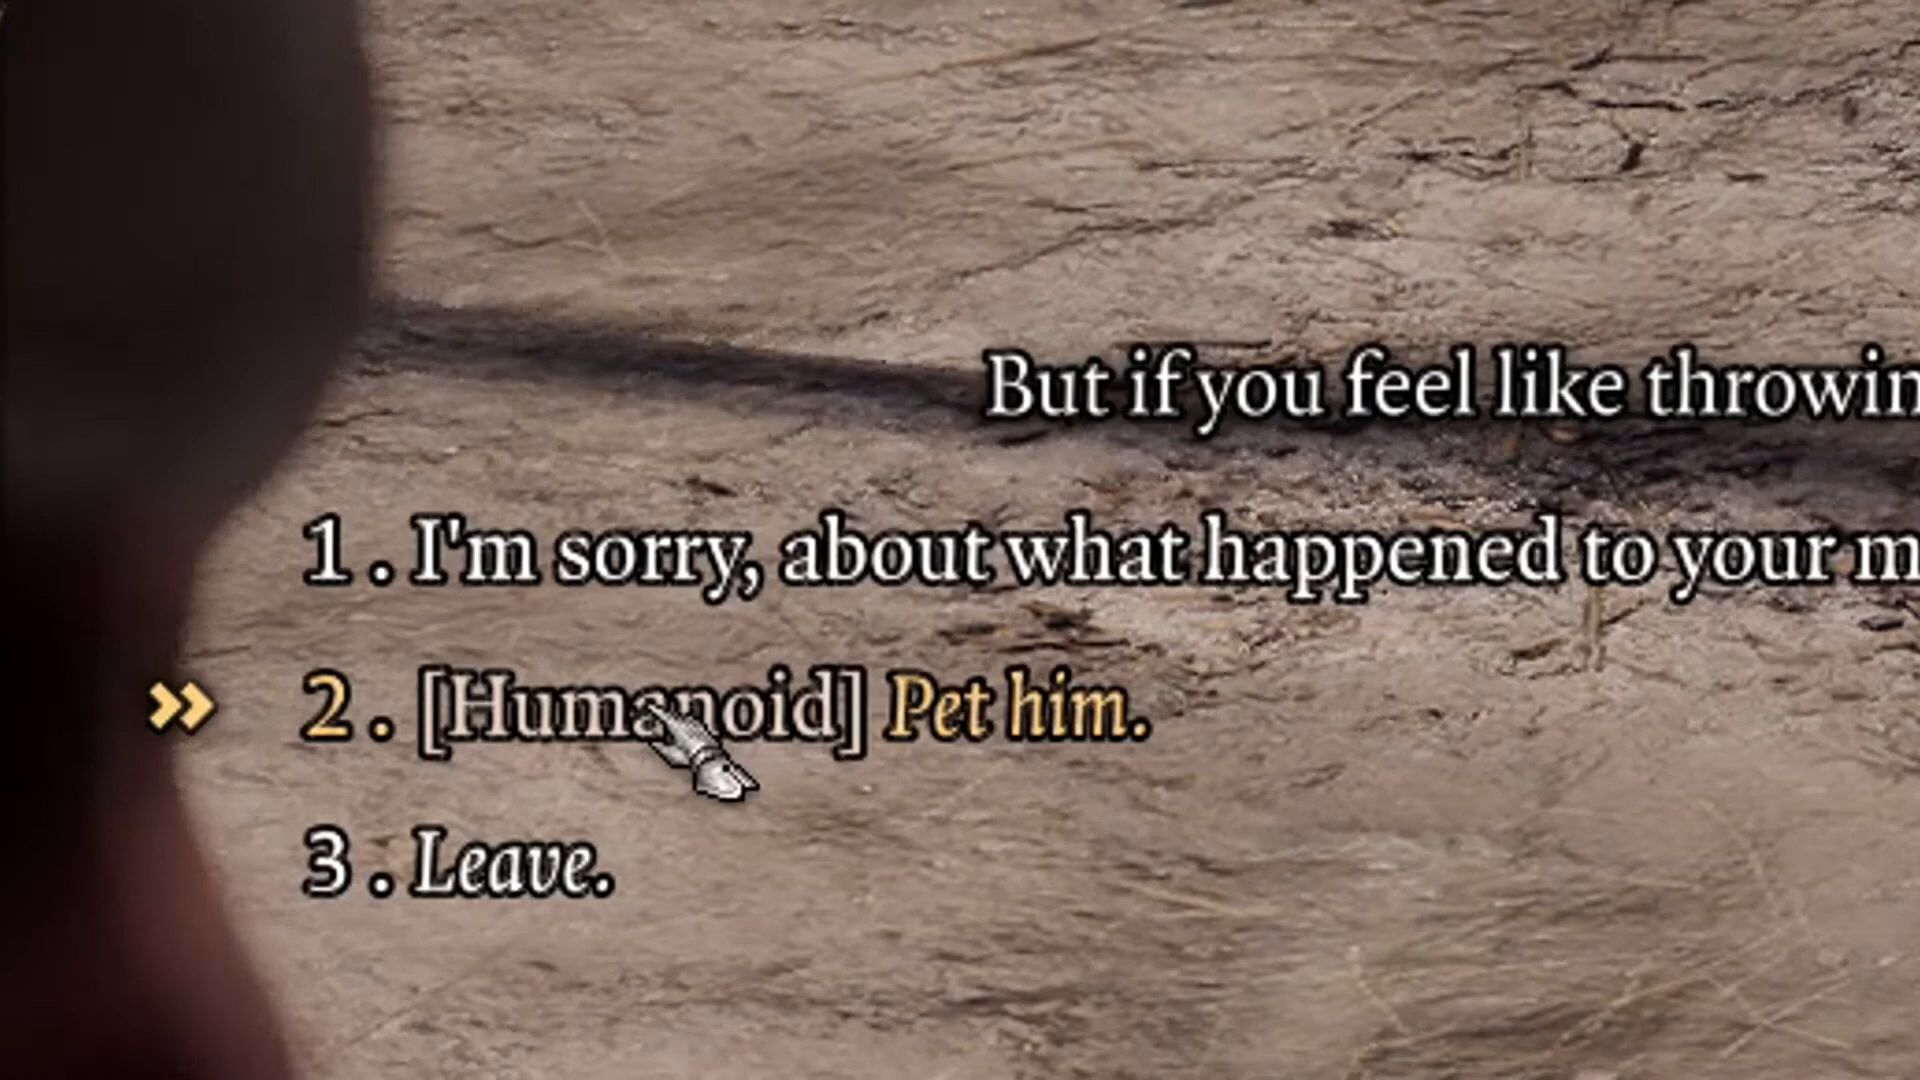 But if you feel like throwin
1. I'm sorry, about what happened to your m
2. [Humanoid] Pet him.
3. Leave.